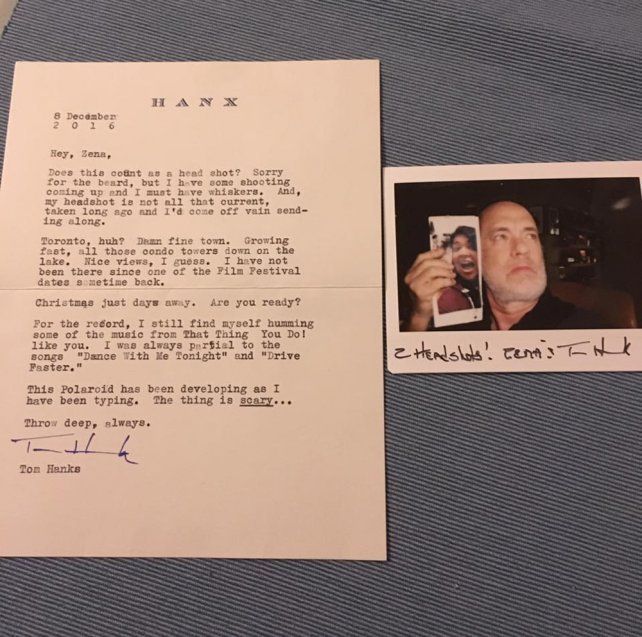 HANX
8 December
2 0 1 6
Hey, Zena,
Does this count as a head shot?  Sorry
for the beard, but I have some shooting
coming up and I must have whiskers.  And,
my headshot is not all that current,
taken long ago and I'd come off vain send-
ing along.
Toronto, huh?  Damn fine town.  Growing
fast, all those condo towers down on the
lake.  Nice views, I guess.  I have not
been there since one of the Film Festival
dates sometime back.
Christmas just days away.  Are you ready?
For the record, I still find myself humming
some of the music from That Thing You Do!
like you.  I was always partial to the
songs "Dance With Me Tonight" and "Drive
Faster."
This Polaroid has been developing as I
have been typing.  The thing is scary...
Throw deep, always.
Tom Hanks
Tom Hanks
2 Headshots! Tom Hanks